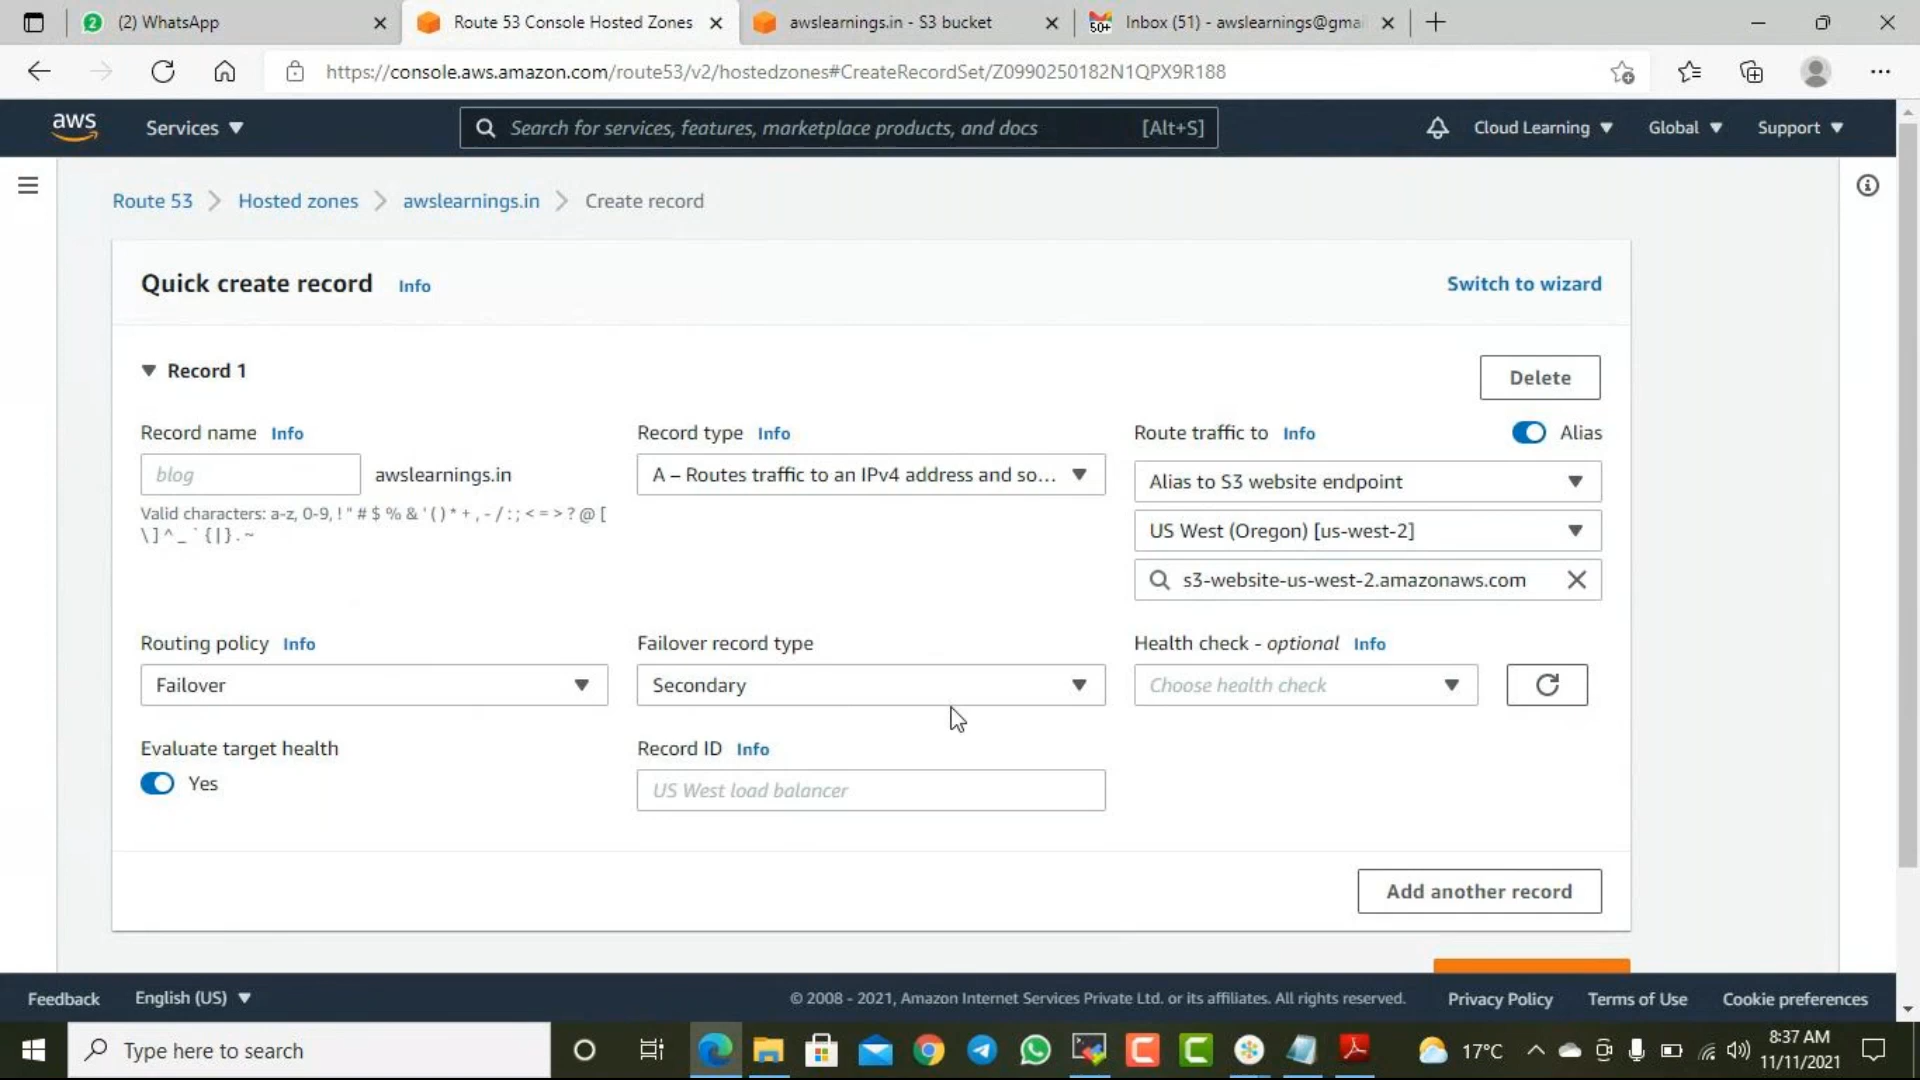 (2) WhatsApp
Route 53 Console Hosted Zones
awslearnings.in - S3 bucket
50+
Inbox (51) - awslearnings@gmai
https://console.aws.amazon.com/route53/v2/hostedzones#CreateRecordSet/Z0990250182N1QPX9R188
aws
Services
Search for services, features, marketplace products, and docs
[Alt+S]
Cloud Learning
Global
Support
Route 53
Hosted zones
awslearnings.in
Create record
Quick create record
Info
Switch to wizard
Record 1
Delete
Record name Info
Record type Info
Route traffic to Info
Alias
blog
awslearnings.in
A – Routes traffic to an IPv4 address and so...
Alias to S3 website endpoint
Valid characters: a-z, 0-9, ! " # $ % & ' ( ) * + , - / : ; < = > ? @ [
\ ] ^ _ ` { | } . ~
US West (Oregon) [us-west-2]
s3-website-us-west-2.amazonaws.com
Routing policy Info
Failover record type
Health check - optional Info
Failover
Secondary
Choose health check
Evaluate target health
Record ID Info
Yes
US West load balancer
Add another record
Feedback
English (US)
© 2008 - 2021, Amazon Internet Services Private Ltd. or its affiliates. All rights reserved.
Privacy Policy
Terms of Use
Cookie preferences
Type here to search
17°C
8:37 AM
11/11/2021